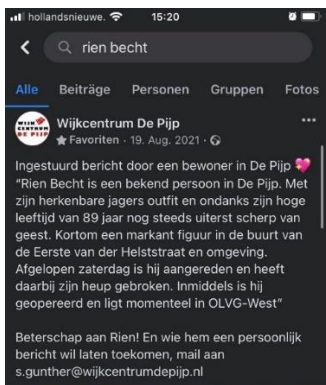 hollandsnieuwe. 15:20
rien becht
Alle Beiträge Personen Gruppen Fotos
WIJK
CENTRUM
DE PIJP
Wijkcentrum De Pijp
Favoriten · 19. Aug. 2021 ·
Ingestuurd bericht door een bewoner in De Pijp
“Rien Becht is een bekend persoon in De Pijp. Met
zijn herkenbare jagers outfit en ondanks zijn hoge
leeftijd van 89 jaar nog steeds uiterst scherp van
geest. Kortom een markant figuur in de buurt van
de Eerste van der Helststraat en omgeving.
Afgelopen zaterdag is hij aangereden en heeft
daarbij zijn heup gebroken. Inmiddels is hij
geopereerd en ligt momenteel in OLVG-West”
Beterschap aan Rien! En wie hem een persoonlijk
bericht wil laten toekomen, mail aan
s.gunther@wijkcentrumdepijp.nl